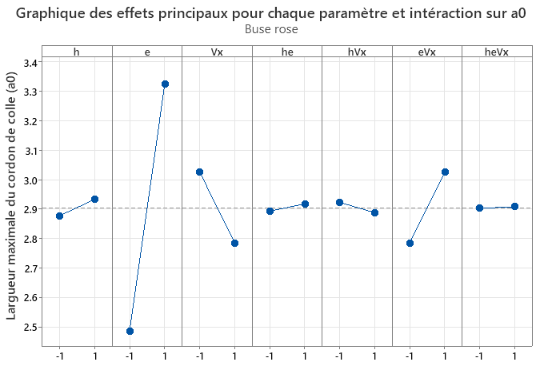 Graphique des effets principaux pour chaque paramètre et intéraction sur a0
Buse rose
h e Vx he hVx eVx heVx
Largueur maximale du cordon de colle (a0)
3.4
3.3
3.2
3.1
3.0
2.9
2.8
2.7
2.6
2.5
-1 1 -1 1 -1 1 -1 1 -1 1 -1 1 -1 1